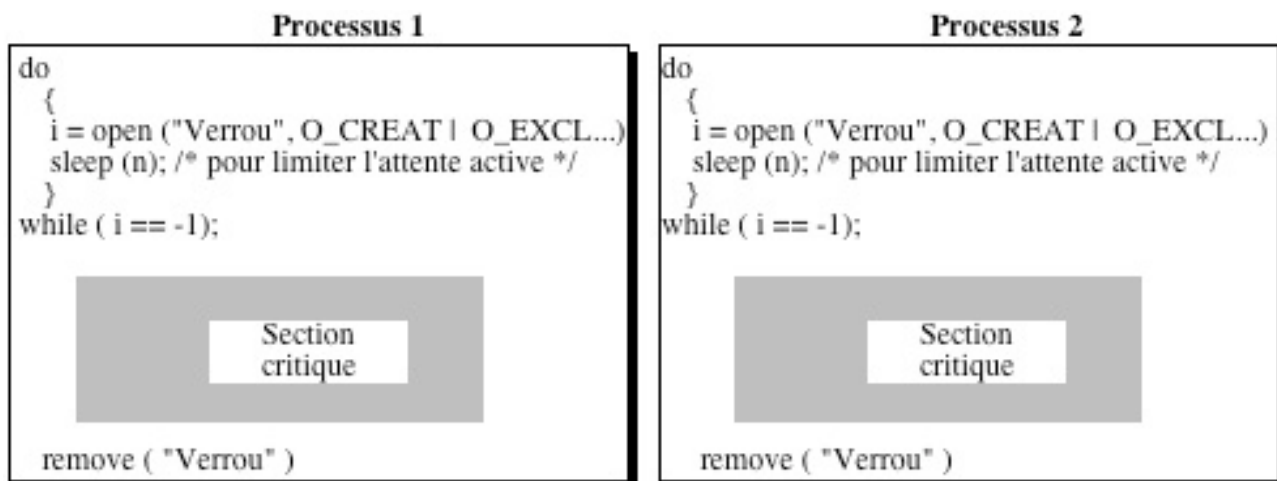 Processus 1
do
{
i = open ("Verrou", O_CREAT | O_EXCL...)
sleep (n); /* pour limiter l'attente active */
}
while ( i == -1);
Section
critique
remove ( "Verrou" )
Processus 2
do
{
i = open ("Verrou", O_CREAT | O_EXCL...)
sleep (n); /* pour limiter l'attente active */
}
while ( i == -1);
Section
critique
remove ( "Verrou" )